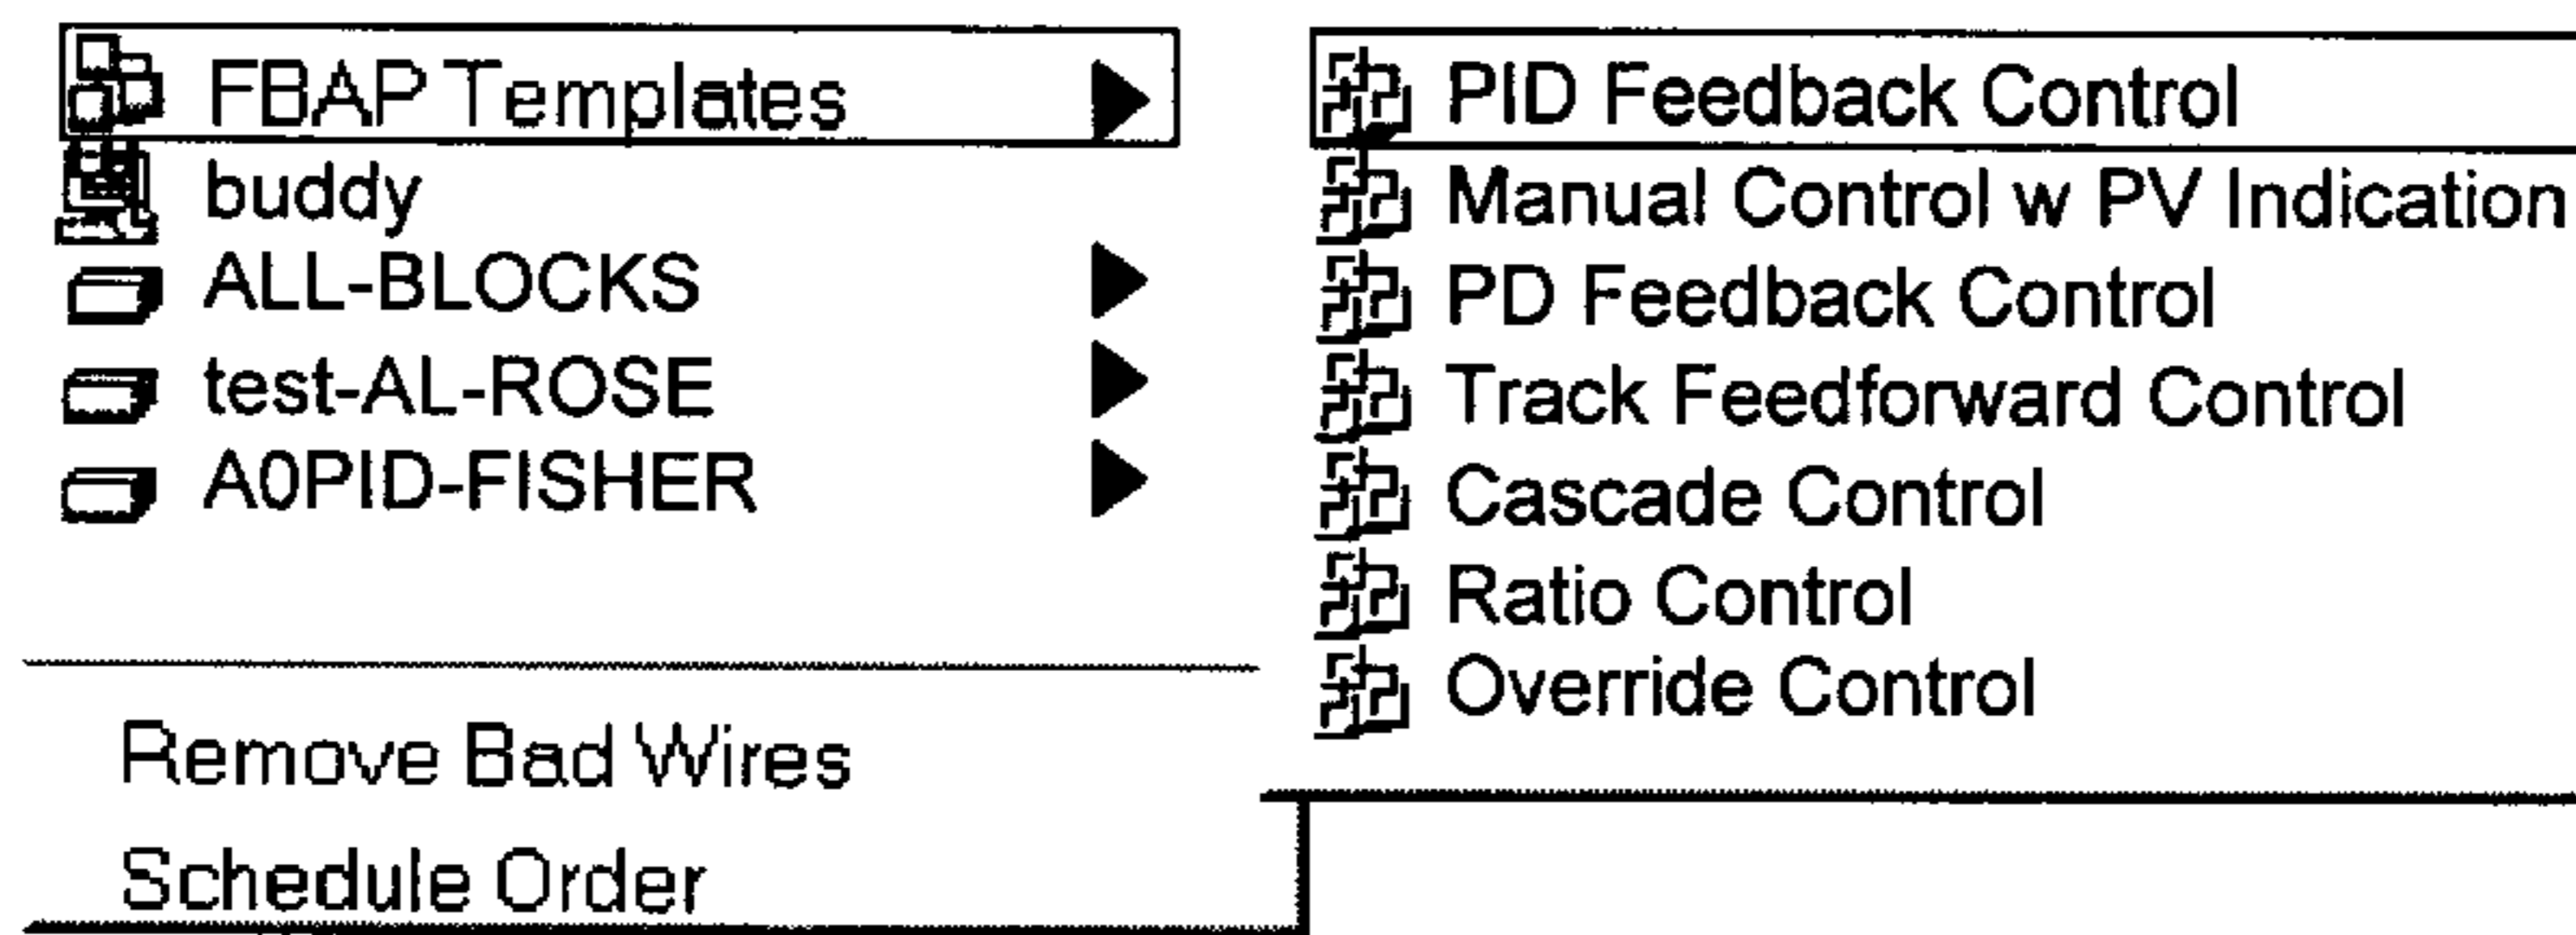 FBAP Templates
buddy
ALL-BLOCKS
test-AL-ROSE
A0PID-FISHER
Remove Bad Wires
Schedule Order
PID Feedback Control
Manual Control w PV Indication
PD Feedback Control
Track Feedforward Control
Cascade Control
Ratio Control
Override Control